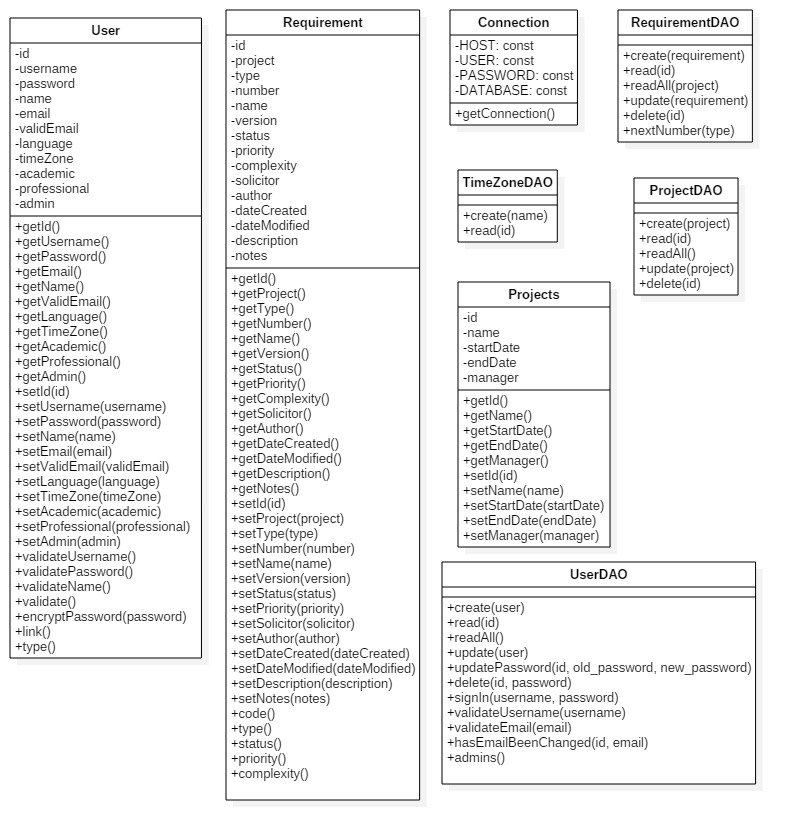 User
-id
-username
-password
-name
-email
-validEmail
-language
-timeZone
-academic
-professional
-admin
+getId()
+getUsername()
+getPassword()
+getEmail()
+getName()
+getValidEmail()
+getLanguage()
+getTimeZone()
+getAcademic()
+getProfessional()
+getAdmin()
+setId(id)
+setUsername(username)
+setPassword(password)
+setName(name)
+setEmail(email)
+setValidEmail(validEmail)
+setLanguage(language)
+setTimeZone(timeZone)
+setAcademic(academic)
+setProfessional(professional)
+setAdmin(admin)
+validateUsername()
+validatePassword()
+validateName()
+validate()
+encryptPassword(password)
+link()
+type()
Requirement
-id
-project
-type
-number
-name
-version
-status
-priority
-complexity
-solicitor
-author
-dateCreated
-dateModified
-description
-notes
+getId()
+getProject()
+getType()
+getNumber()
+getName()
+getVersion()
+getStatus()
+getPriority()
+getComplexity()
+getSolicitor()
+getAuthor()
+getDateCreated()
+getDateModified()
+getDescription()
+getNotes()
+setId(id)
+setProject(project)
+setType(type)
+setNumber(number)
+setName(name)
+setVersion(version)
+setStatus(status)
+setPriority(priority)
+setSolicitor(solicitor)
+setAuthor(author)
+setDateCreated(dateCreated)
+setDateModified(dateModified)
+setDescription(description)
+setNotes(notes)
+code()
+type()
+status()
+priority()
+complexity()
Connection
-HOST: const
-USER: const
-PASSWORD: const
-DATABASE: const
+getConnection()
RequirementDAO
+create(requirement)
+read(id)
+readAll(project)
+update(requirement)
+delete(id)
+nextNumber(type)
TimeZoneDAO
+create(name)
+read(id)
ProjectDAO
+create(project)
+read(id)
+readAll()
+update(project)
+delete(id)
Projects
-id
-name
-startDate
-endDate
-manager
+getId()
+getName()
+getStartDate()
+getEndDate()
+getManager()
+setId(id)
+setName(name)
+setStartDate(startDate)
+setEndDate(endDate)
+setManager(manager)
UserDAO
+create(user)
+read(id)
+readAll()
+update(user)
+updatePassword(id, old_password, new_password)
+delete(id, password)
+signIn(username, password)
+validateUsername(username)
+validateEmail(email)
+hasEmailBeenChanged(id, email)
+admins()